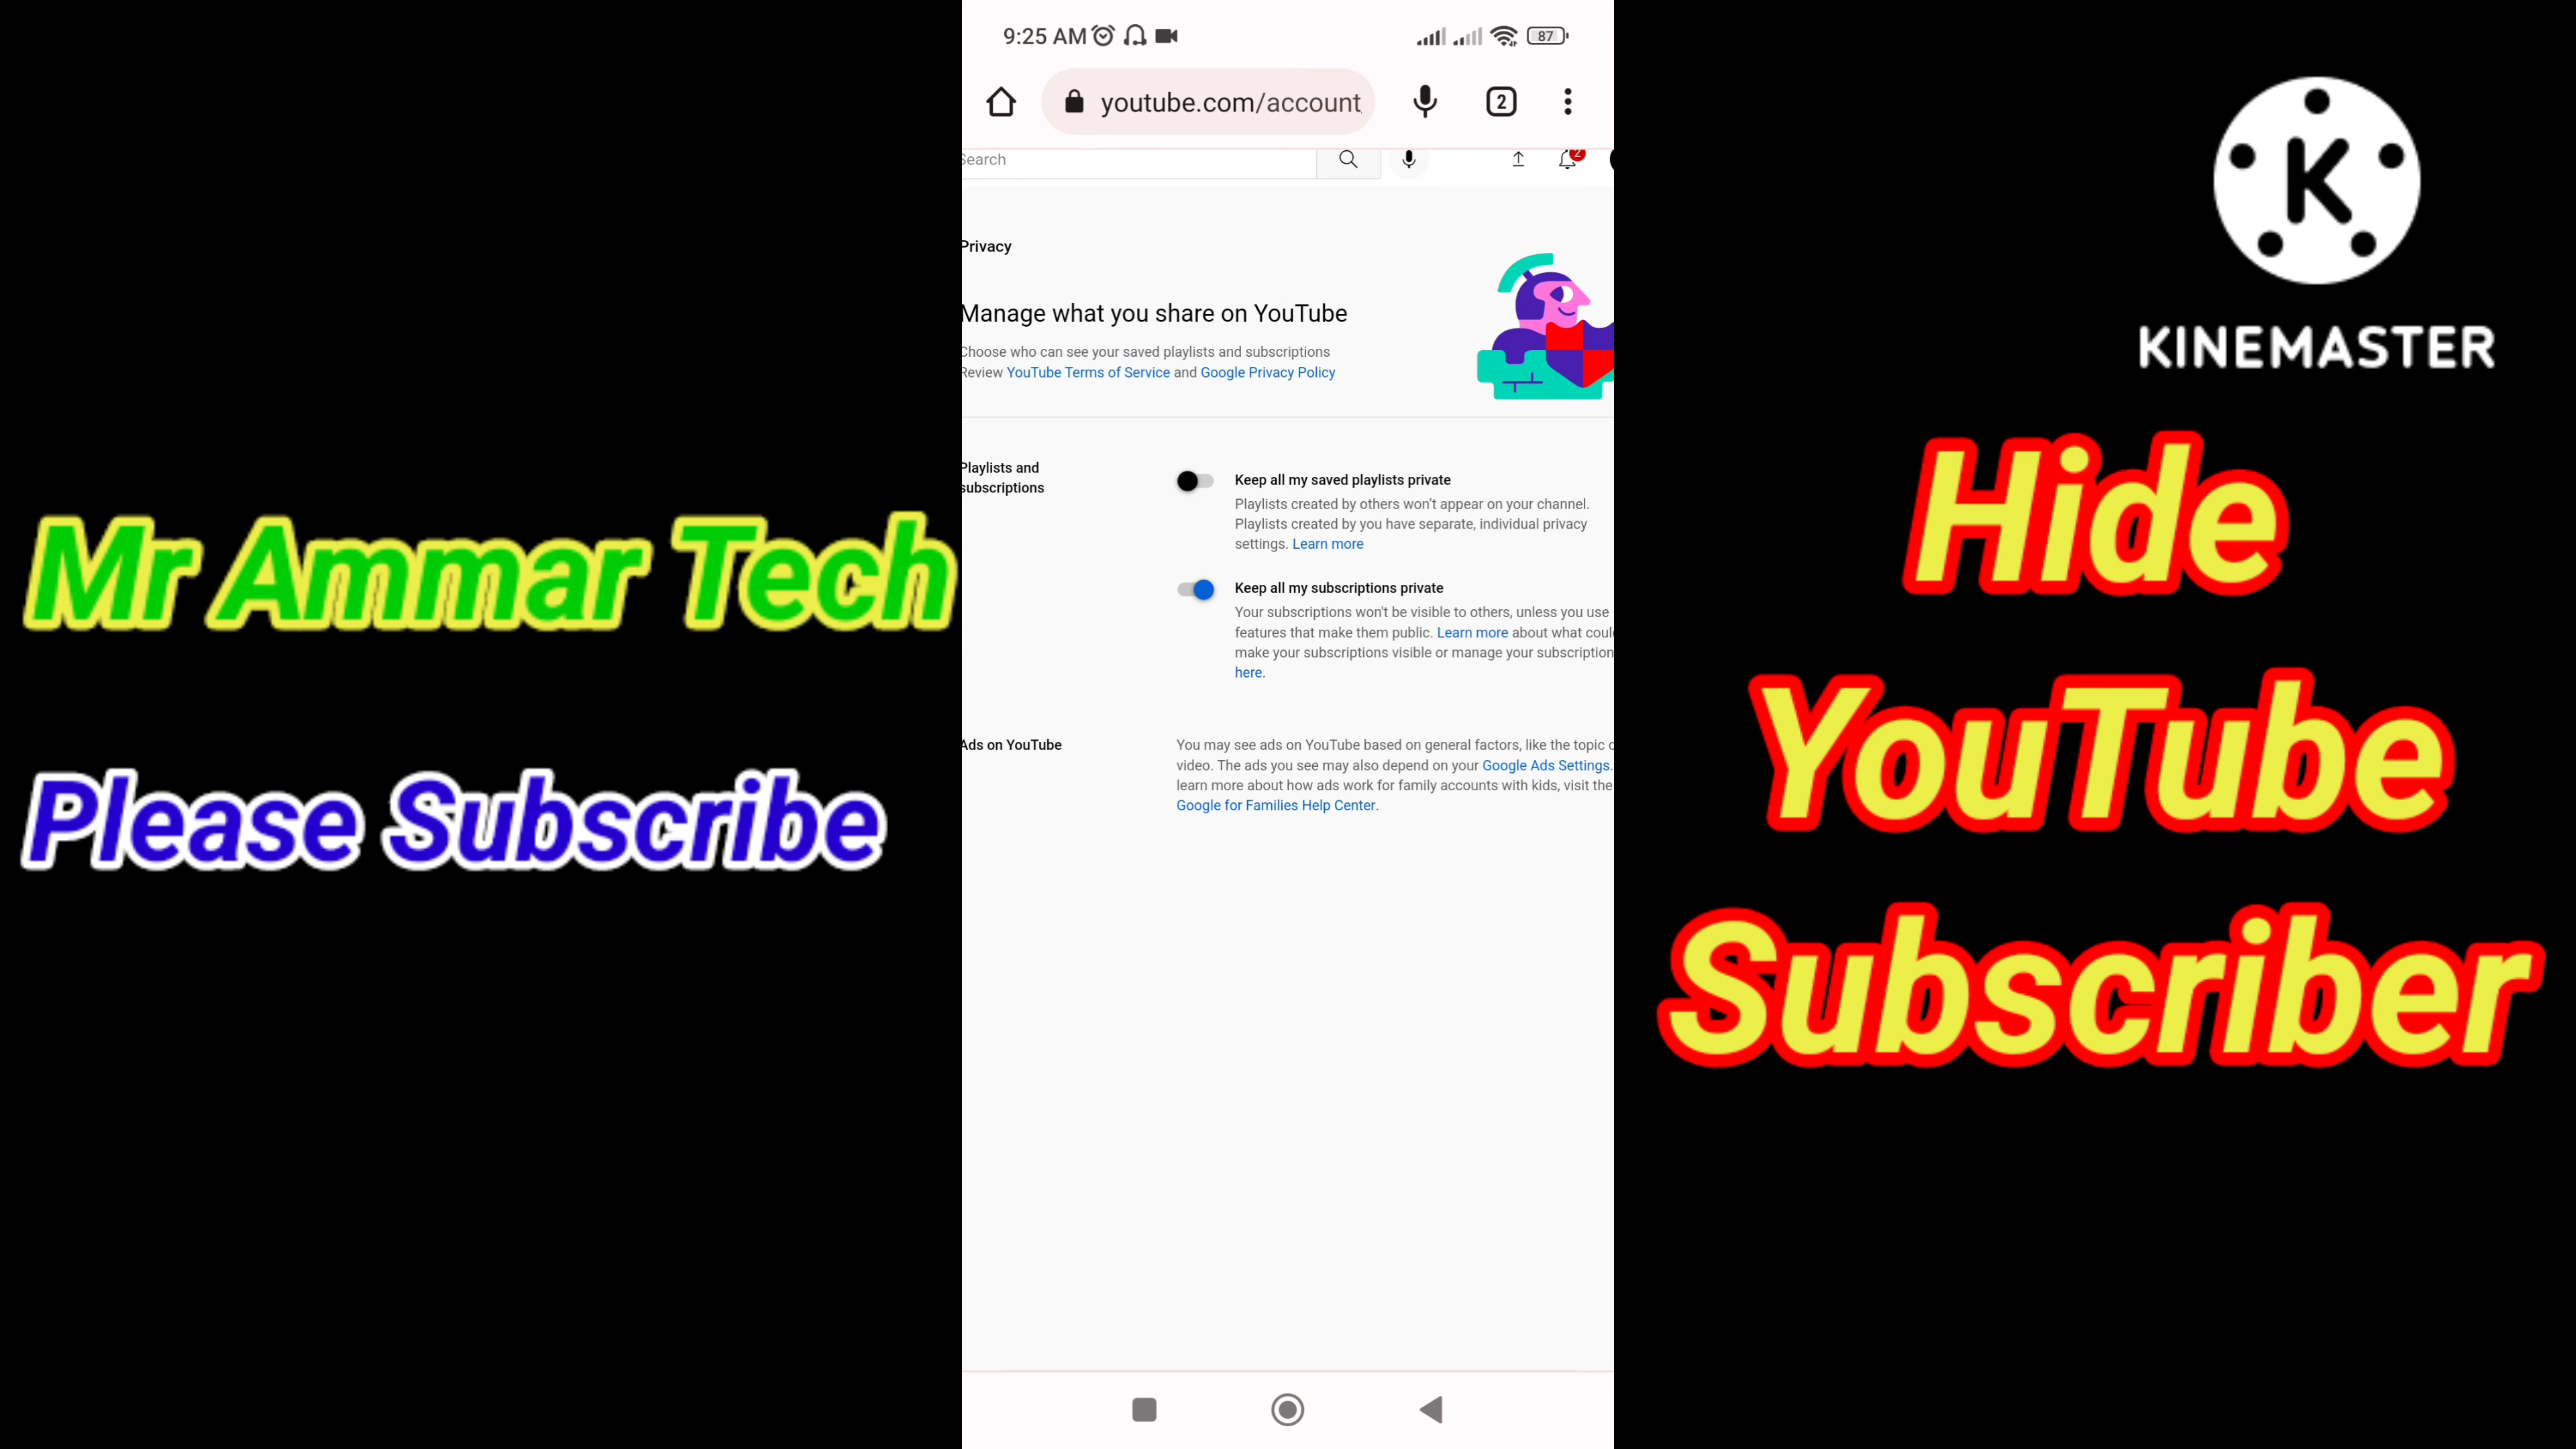 9:25 AM
87
youtube.com/account
2
Search
2
Privacy
Manage what you share on YouTube
Choose who can see your saved playlists and subscriptions
Review YouTube Terms of Service and Google Privacy Policy
Playlists and
subscriptions
Keep all my saved playlists private
Playlists created by others won't appear on your channel.
Playlists created by you have separate, individual privacy
settings. Learn more
Keep all my subscriptions private
Your subscriptions won't be visible to others, unless you use
features that make them public. Learn more about what coul
make your subscriptions visible or manage your subscription
here.
Ads on YouTube
You may see ads on YouTube based on general factors, like the topic o
video. The ads you see may also depend on your Google Ads Settings.
learn more about how ads work for family accounts with kids, visit the
Google for Families Help Center.
Mr Ammar Tech
Please Subscribe
K
KINEMASTER
Hide
YouTube
Subscriber